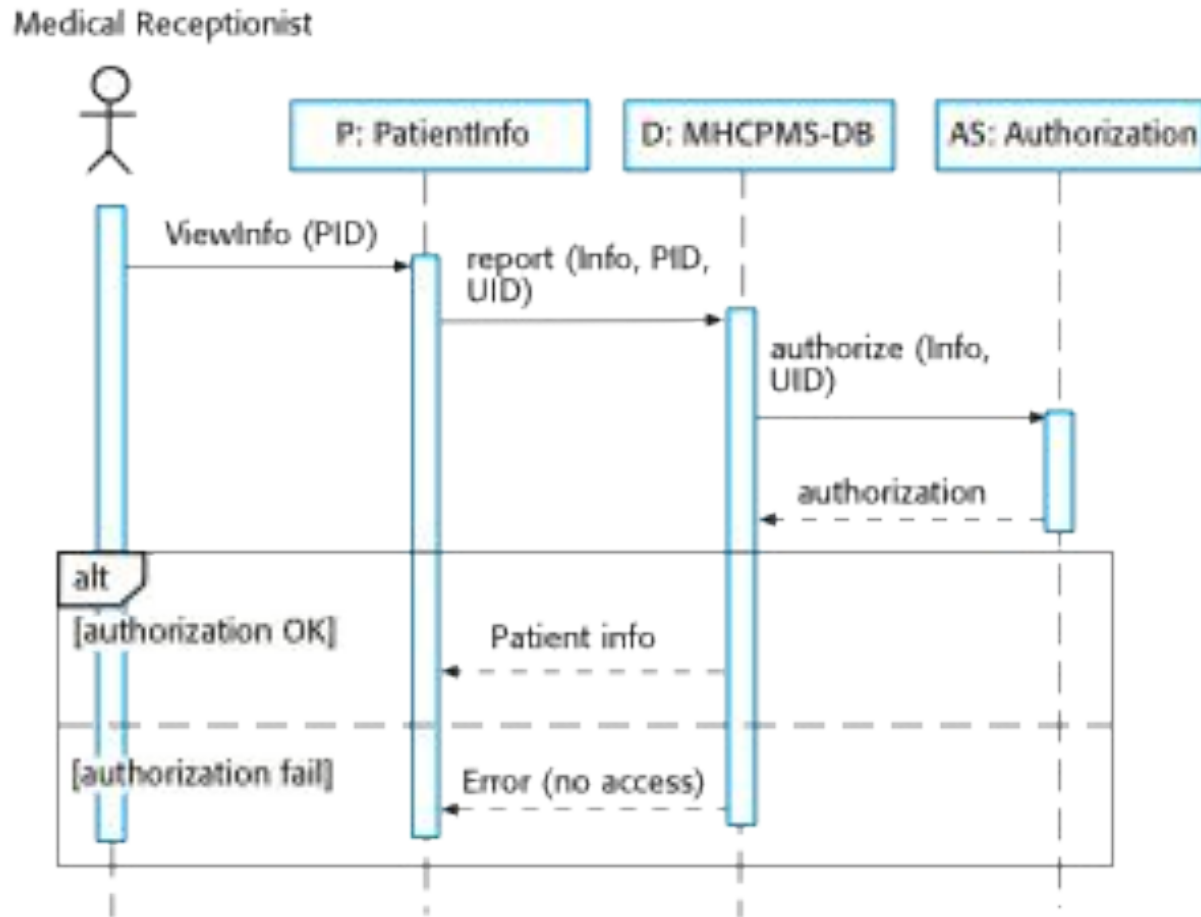 Medical Receptionist
P: PatientInfo
D: MHCPMS-DB
AS: Authorization
ViewInfo (PID)
report (Info, PID,
UID)
authorize (Info,
UID)
authorization
alt
[authorization OK]
Patient info
[authorization fail]
Error (no access)